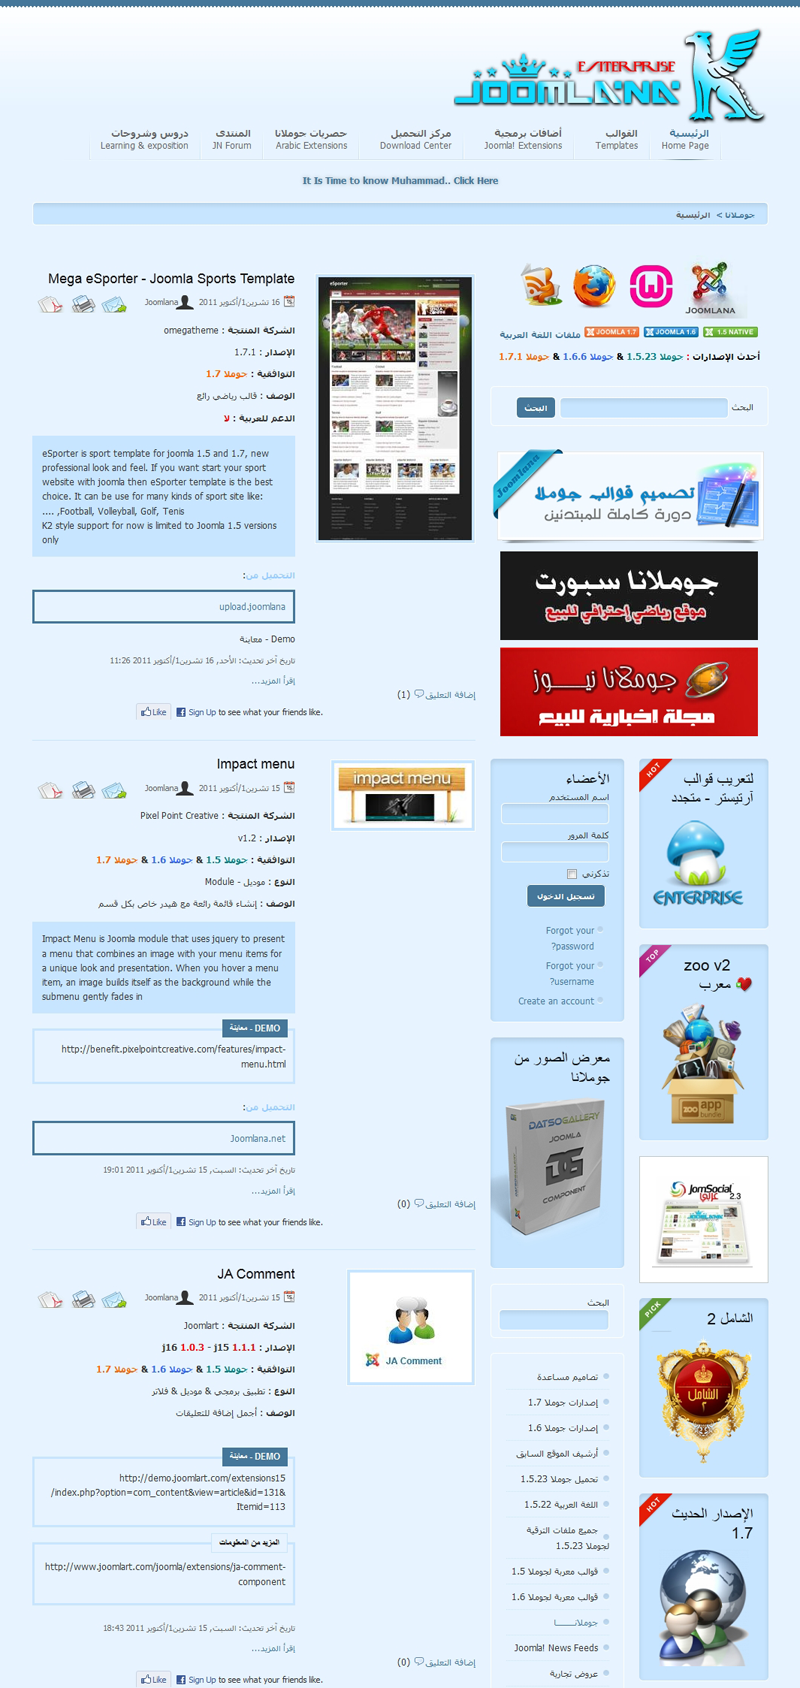 ENTERPRISE
JOOMLANA
الرئيسية
Home Page
القوالب
Templates
أضافات برمجية
Joomla! Extensions
مركز التحميل
Download Center
حصريات جوملانا
Arabic Extensions
المنتدى
JN Forum
دروس وشروحات
Learning & exposition
It Is Time to know Muhammad.. Click Here
جوملانا > الرئيسية
JOOMLANA
ملفات اللغة العربية
JOOMLA 1.7
JOOMLA 1.6
1.5 NATIVE
أحدث الإصدارات : جوملا 1.5.23 & جوملا 1.6.6 & جوملا 1.7.1
البحث
البحث
Joomlana
تصميم قوالب جوملا
دورة كاملة للمبتدئين
جوملانا سبورت
موقع رياضي إحترافي للبيع
جوملانا نيوز
مجلة اخبارية للبيع
HOT
لتعريب قوالب
آرتيستر - متجدد
ENTERPRISE
TOP
zoo v2
معرب
zoo app bundle
JomSocial
عربي 2.3
PICK
الشامل 2
الشامل
٢
HOT
الإصدار الحديث
1.7
الأعضاء
اسم المستخدم
كلمة المرور
تذكرني
تسجيل الدخول
Forgot your
password?
Forgot your
username?
Create an account
معرض الصور من
جوملانا
DATSOGALLERY
JOOMLA
COMPONENT
البحث
تصاميم مساعدة
إصدارات جوملا 1.7
إصدارات جوملا 1.6
أرشيف الموقع السابق
تحميل جوملا 1.5.23
اللغة العربية 1.5.22
جميع ملفات الترقية
لجوملا 1.5.23
قوالب معربة لجوملا 1.5
قوالب معربة لجوملا 1.6
جوملانـــــا
Joomla! News Feeds
عروض تجارية
Mega eSporter - Joomla Sports Template
16 تشرين1/أكتوير 2011
Joomlana
الشركة المنتجة : omegatheme
الإصدار : 1.7.1
التوافقية : جوملا 1.7
الوصف : قالب رياضي رائع
الدعم للعربية : لا
eSporter is sport template for Joomla 1.5 and 1.7, new
professional look and feel. If you want start your sport
website with joomla then eSporter template is the best
choice. It can be use for many kinds of sport site like:
.... ,Football, Volleyball, Golf, Tenis
K2 style support for now is limited to Joomla 1.5 versions
only
التحميل من:
upload.joomlana
Demo - معاينة
تاريخ آخر تحديث: الأحد, 16 تشرين1/أكتوير 2011 11:26
إقرأ المزيد...
إضافة التعليق (1)
Like
Sign Up to see what your friends like.
eSporter
Impact menu
impact menu
15 تشرين1/أكتوير 2011
Joomlana
الشركة المنتجة : Pixel Point Creative
الإصدار : v1.2
التوافقية : جوملا 1.5 & جوملا 1.6 & جوملا 1.7
النوع : موديل - Module
الوصف : إنشاء قائمة رائعة مع هيدر خاص بكل قسم
Impact Menu is Joomla module that uses jquery to present
a menu that combines an image with your menu items for
a unique look and presentation. When you hover a menu
item, an image builds itself as the background while the
submenu gently fades in
DEMO - معاينة
http://benefit.pixelpointcreative.com/features/impact-
menu.html
التحميل من:
Joomlana.net
تاريخ آخر تحديث: السبت, 15 تشرين1/أكتوير 2011 19:01
إقرأ المزيد...
إضافة التعليق (0)
Like
Sign Up to see what your friends like.
JA Comment
JA Comment
15 تشرين1/أكتوير 2011
Joomlana
الشركة المنتجة : Joomlart
الإصدار : j16 1.0.3 - j15 1.1.1
التوافقية : جوملا 1.5 & جوملا 1.6 & جوملا 1.7
النوع : تطبيق برمجي & موديل & فلاتر
الوصف : أجمل إضافة للتعليقات
DEMO - معاينة
http://demo.joomlart.com/extensions15
/index.php?option=com_content&view=article&id=131&
Itemid=113
المزيد من المعلومات
http://www.joomlart.com/joomla/extensions/ja-comment-
component
تاريخ آخر تحديث: السبت, 15 تشرين1/أكتوير 2011 18:43
إقرأ المزيد...
إضافة التعليق (0)
Like
Sign Up to see what your friends like.